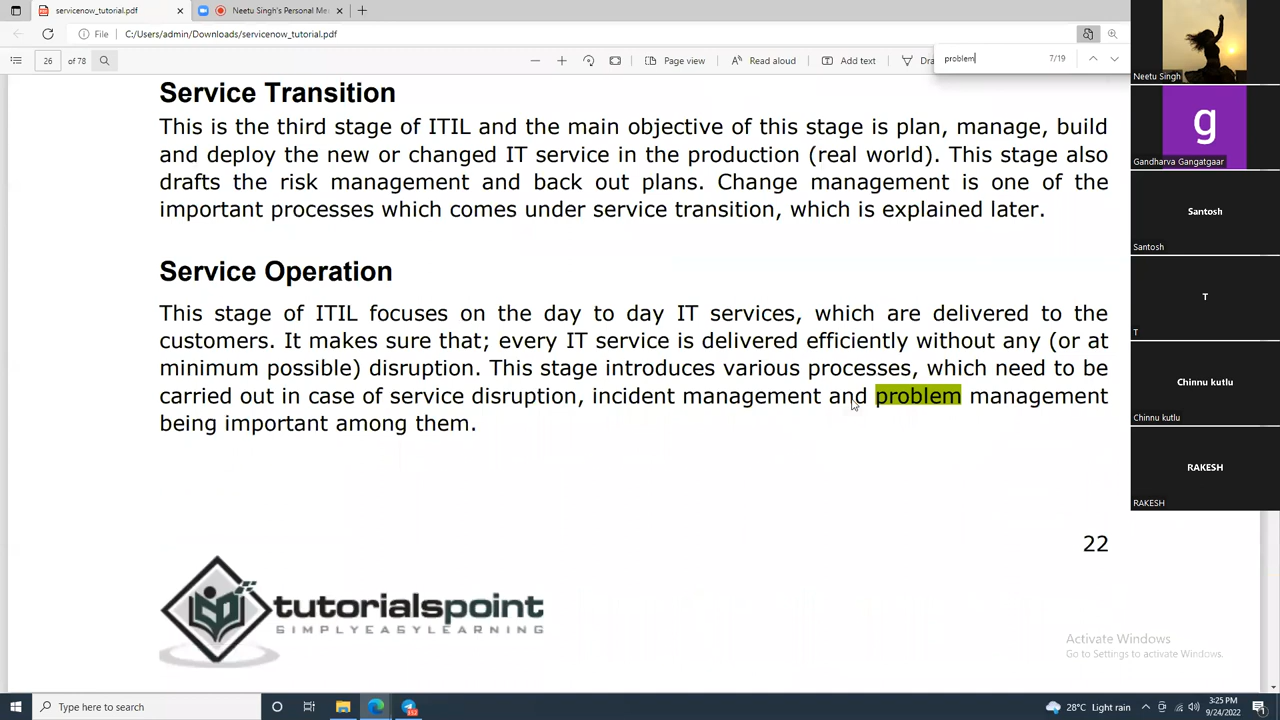 servicenow_tutorial.pdf
Neetu Singh's Personal Me
File C:/Users/admin/Downloads/servicenow_tutorial.pdf
26 of 78
Page view
Read aloud
Add text
Dra
problem 7/19
Service Transition
This is the third stage of ITIL and the main objective of this stage is plan, manage, build
and deploy the new or changed IT service in the production (real world). This stage also
drafts the risk management and back out plans. Change management is one of the
important processes which comes under service transition, which is explained later.
Service Operation
This stage of ITIL focuses on the day to day IT services, which are delivered to the
customers. It makes sure that; every IT service is delivered efficiently without any (or at
minimum possible) disruption. This stage introduces various processes, which need to be
carried out in case of service disruption, incident management and problem management
being important among them.
22
tutorialspoint
SIMPLYEASYLEARNING
Activate Windows
Go to Settings to activate Windows.
Neetu Singh
g
Gandharva Gangatgaar
Santosh
Santosh
T
T
Chinnu kutlu
Chinnu kutlu
RAKESH
RAKESH
Type here to search
28°C Light rain
3:25 PM
9/24/2022